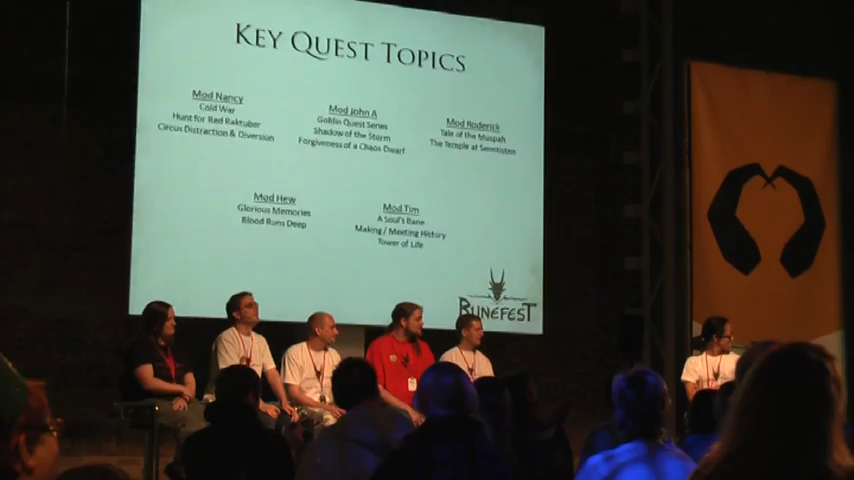 KEY QUEST TOPICS
Mod Nancy
Cold War
Hunt for Red Raktuber
Circus Distraction & Diversion
Mod John A
Goblin Quest Series
Shadow of the Storm
Forgiveness of a Chaos Dwarf
Mod Roderick
Tale of the Muspah
The Temple at Senntisten
Mod Hew
Glorious Memories
Blood Runs Deep
Mod Tim
A Soul's Bane
Making / Meeting History
Tower of Life
RUNEFEST